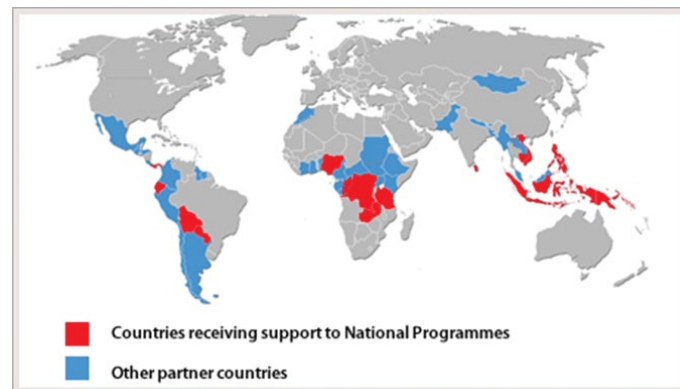 Countries receiving support to National Programmes
Other partner countries